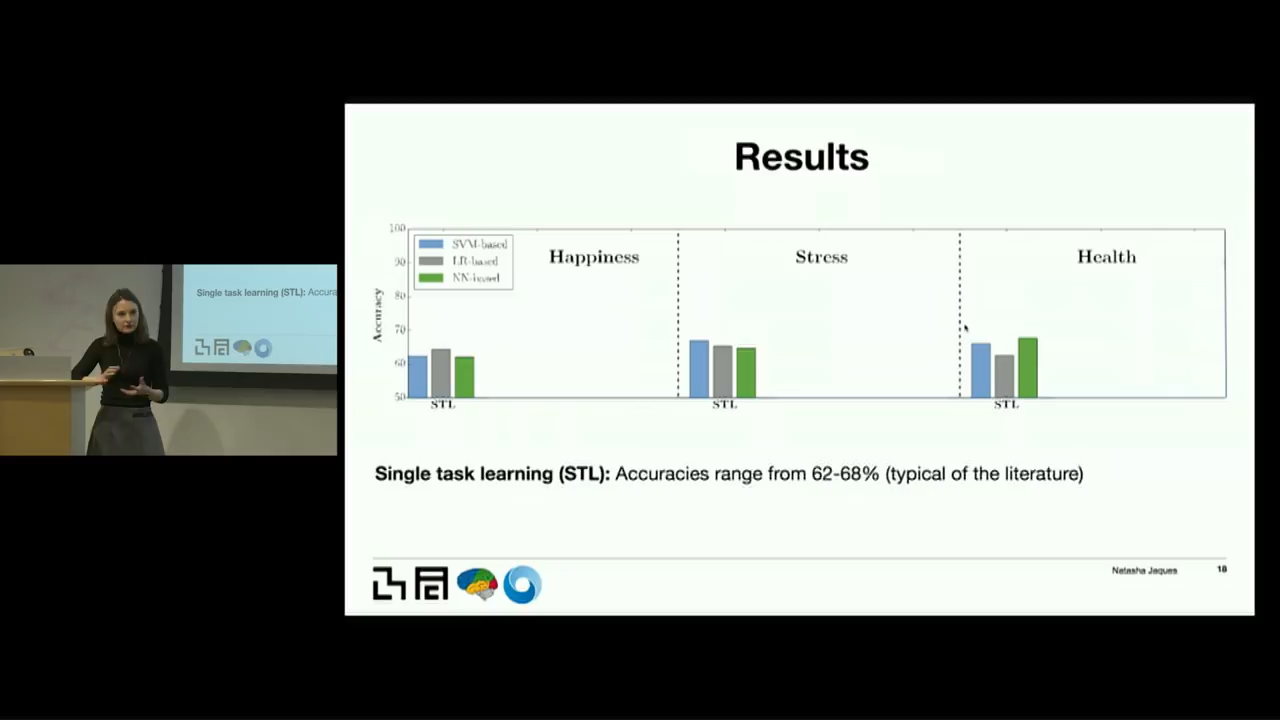 Results
100
90
80
70
60
50
Accuracy
SVM-based
LR-based
NN-based
Happiness
Stress
Health
STL
STL
STL
Single task learning (STL): Accuracies range from 62-68% (typical of the literature)
Natasha Jaques
18
Single task learning (STL): Accura